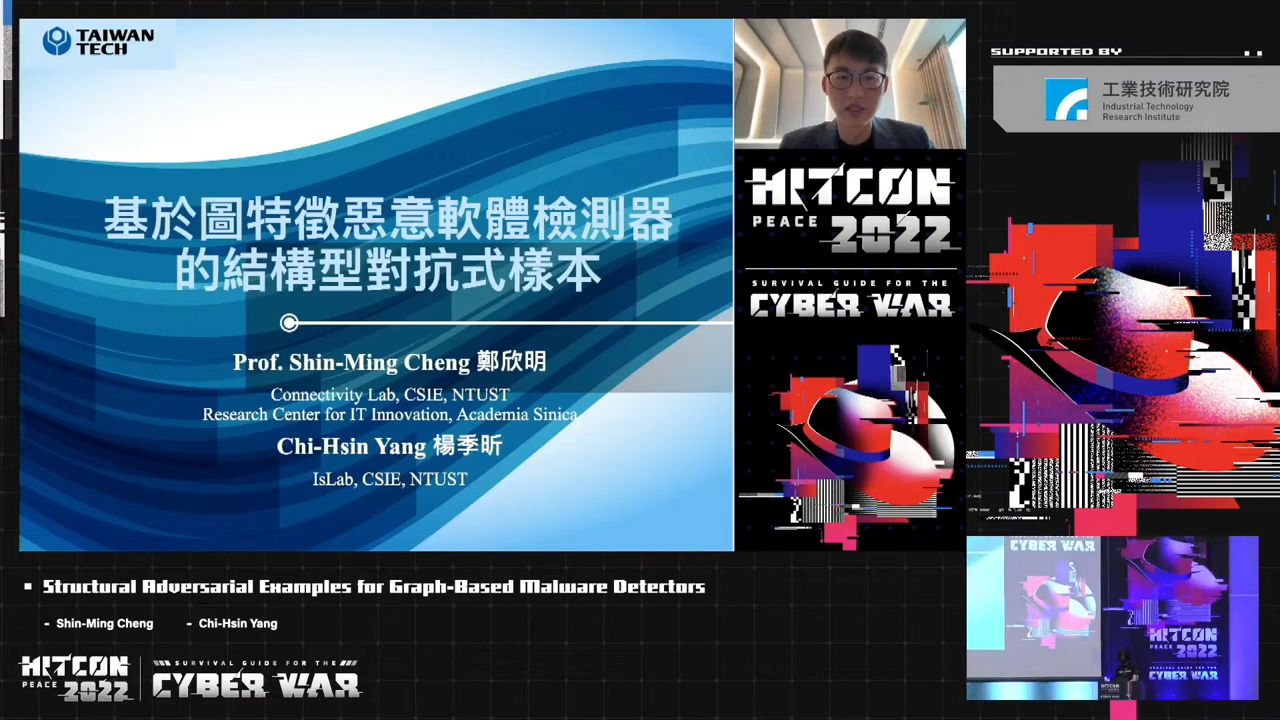 TAIWAN
TECH
基於圖特徵惡意軟體檢測器
的結構型對抗式樣本
Prof. Shin-Ming Cheng 鄭欣明
Connectivity Lab, CSIE, NTUST
Research Center for IT Innovation, Academia Sinica
Chi-Hsin Yang 楊季昕
IsLab, CSIE, NTUST
HITCON
PEACE 2022
SURVIVAL GUIDE FOR THE
CYBER WAR
SUPPORTED BY
工業技術研究院
Industrial Technology
Research Institute
Structural Adversarial Examples for Graph-Based Malware Detectors
- Shin-Ming Cheng - Chi-Hsin Yang
HITCON
PEACE 2022
SURVIVAL GUIDE FOR THE
CYBER WAR
CYBER WAR
HITCON
PEACE 2022
SURVIVAL GUIDE FOR THE
CYBER WAR